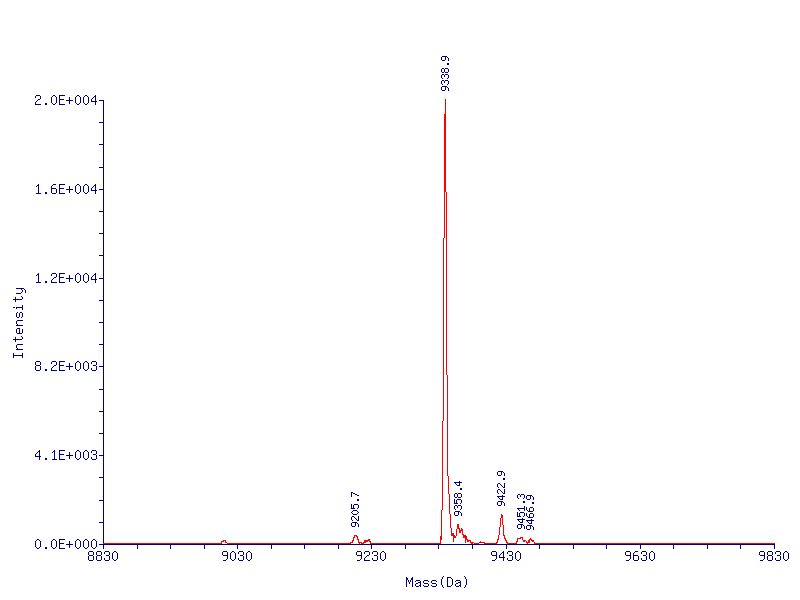 9338.9
2.0E+004
1.6E+004
1.2E+004
8.2E+003
4.1E+003
0.0E+000
Intensity
9205.7
9358.4
9422.9
9451.3
9466.9
8830 9030 9230 9430 9630 9830
Mass(Da)